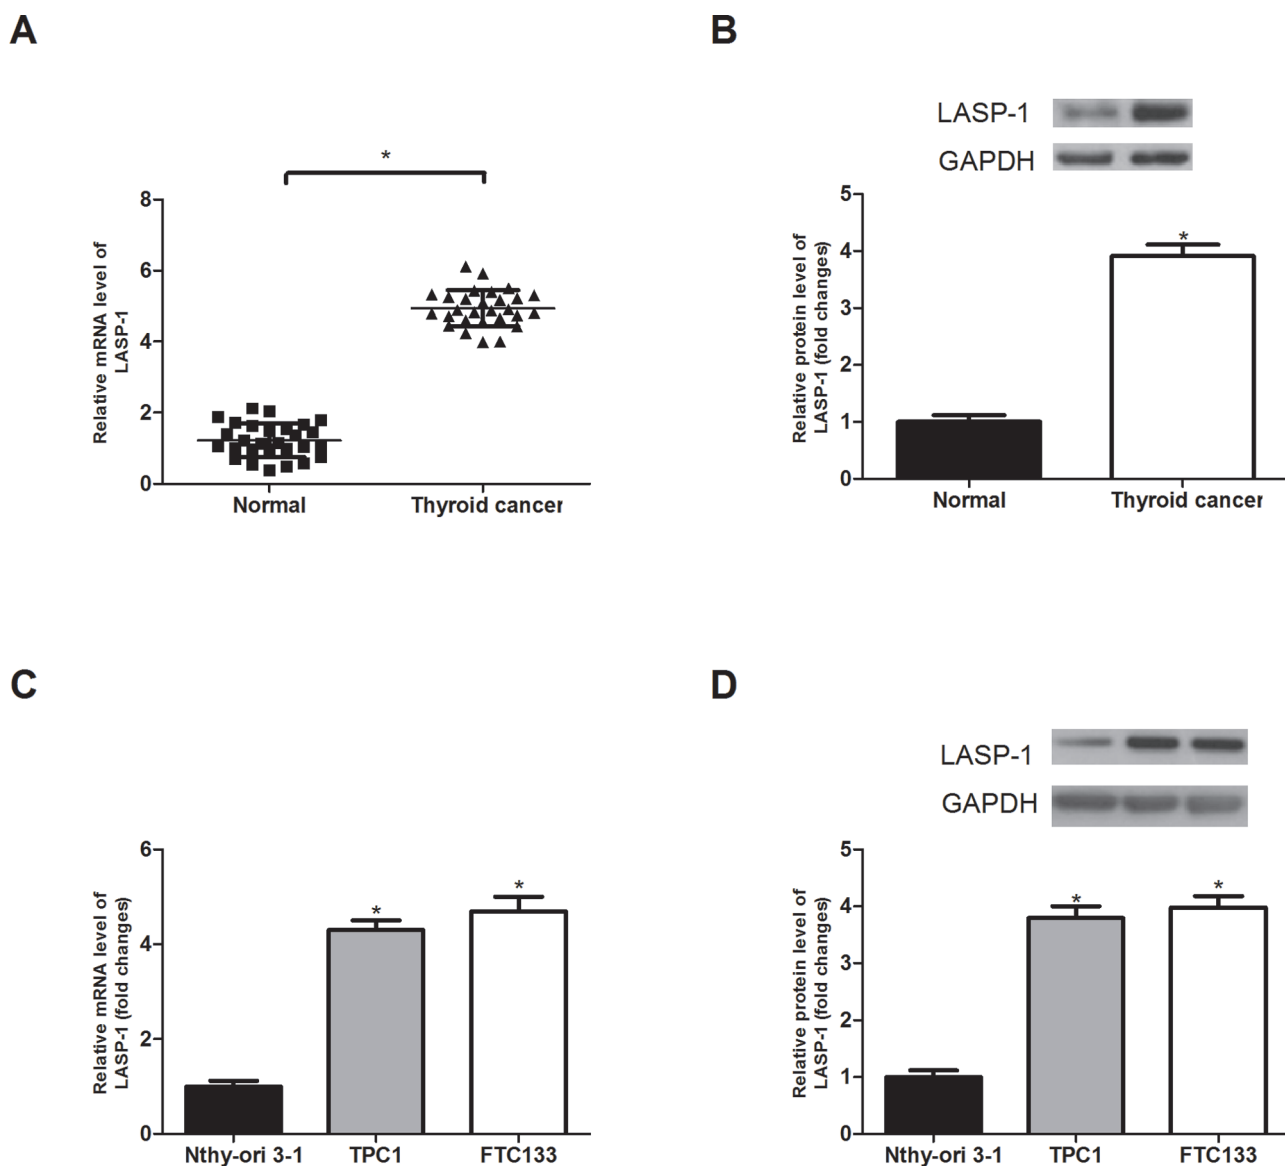 A
*
8
6
4
2
0
Relative mRNA level of
LASP-1
Normal
Thyroid cancer
B
LASP-1
GAPDH
5
4
3
2
1
0
*
Relative protein level of
LASP-1 (fold changes)
Normal
Thyroid cancer
C
6
4
2
0
*
*
Relative mRNA level of
LASP-1 (fold changes)
Nthy-ori 3-1
TPC1
FTC133
D
LASP-1
GAPDH
5
4
3
2
1
0
*
*
Relative protein level of
LASP-1 (fold changes)
Nthy-ori 3-1
TPC1
FTC133